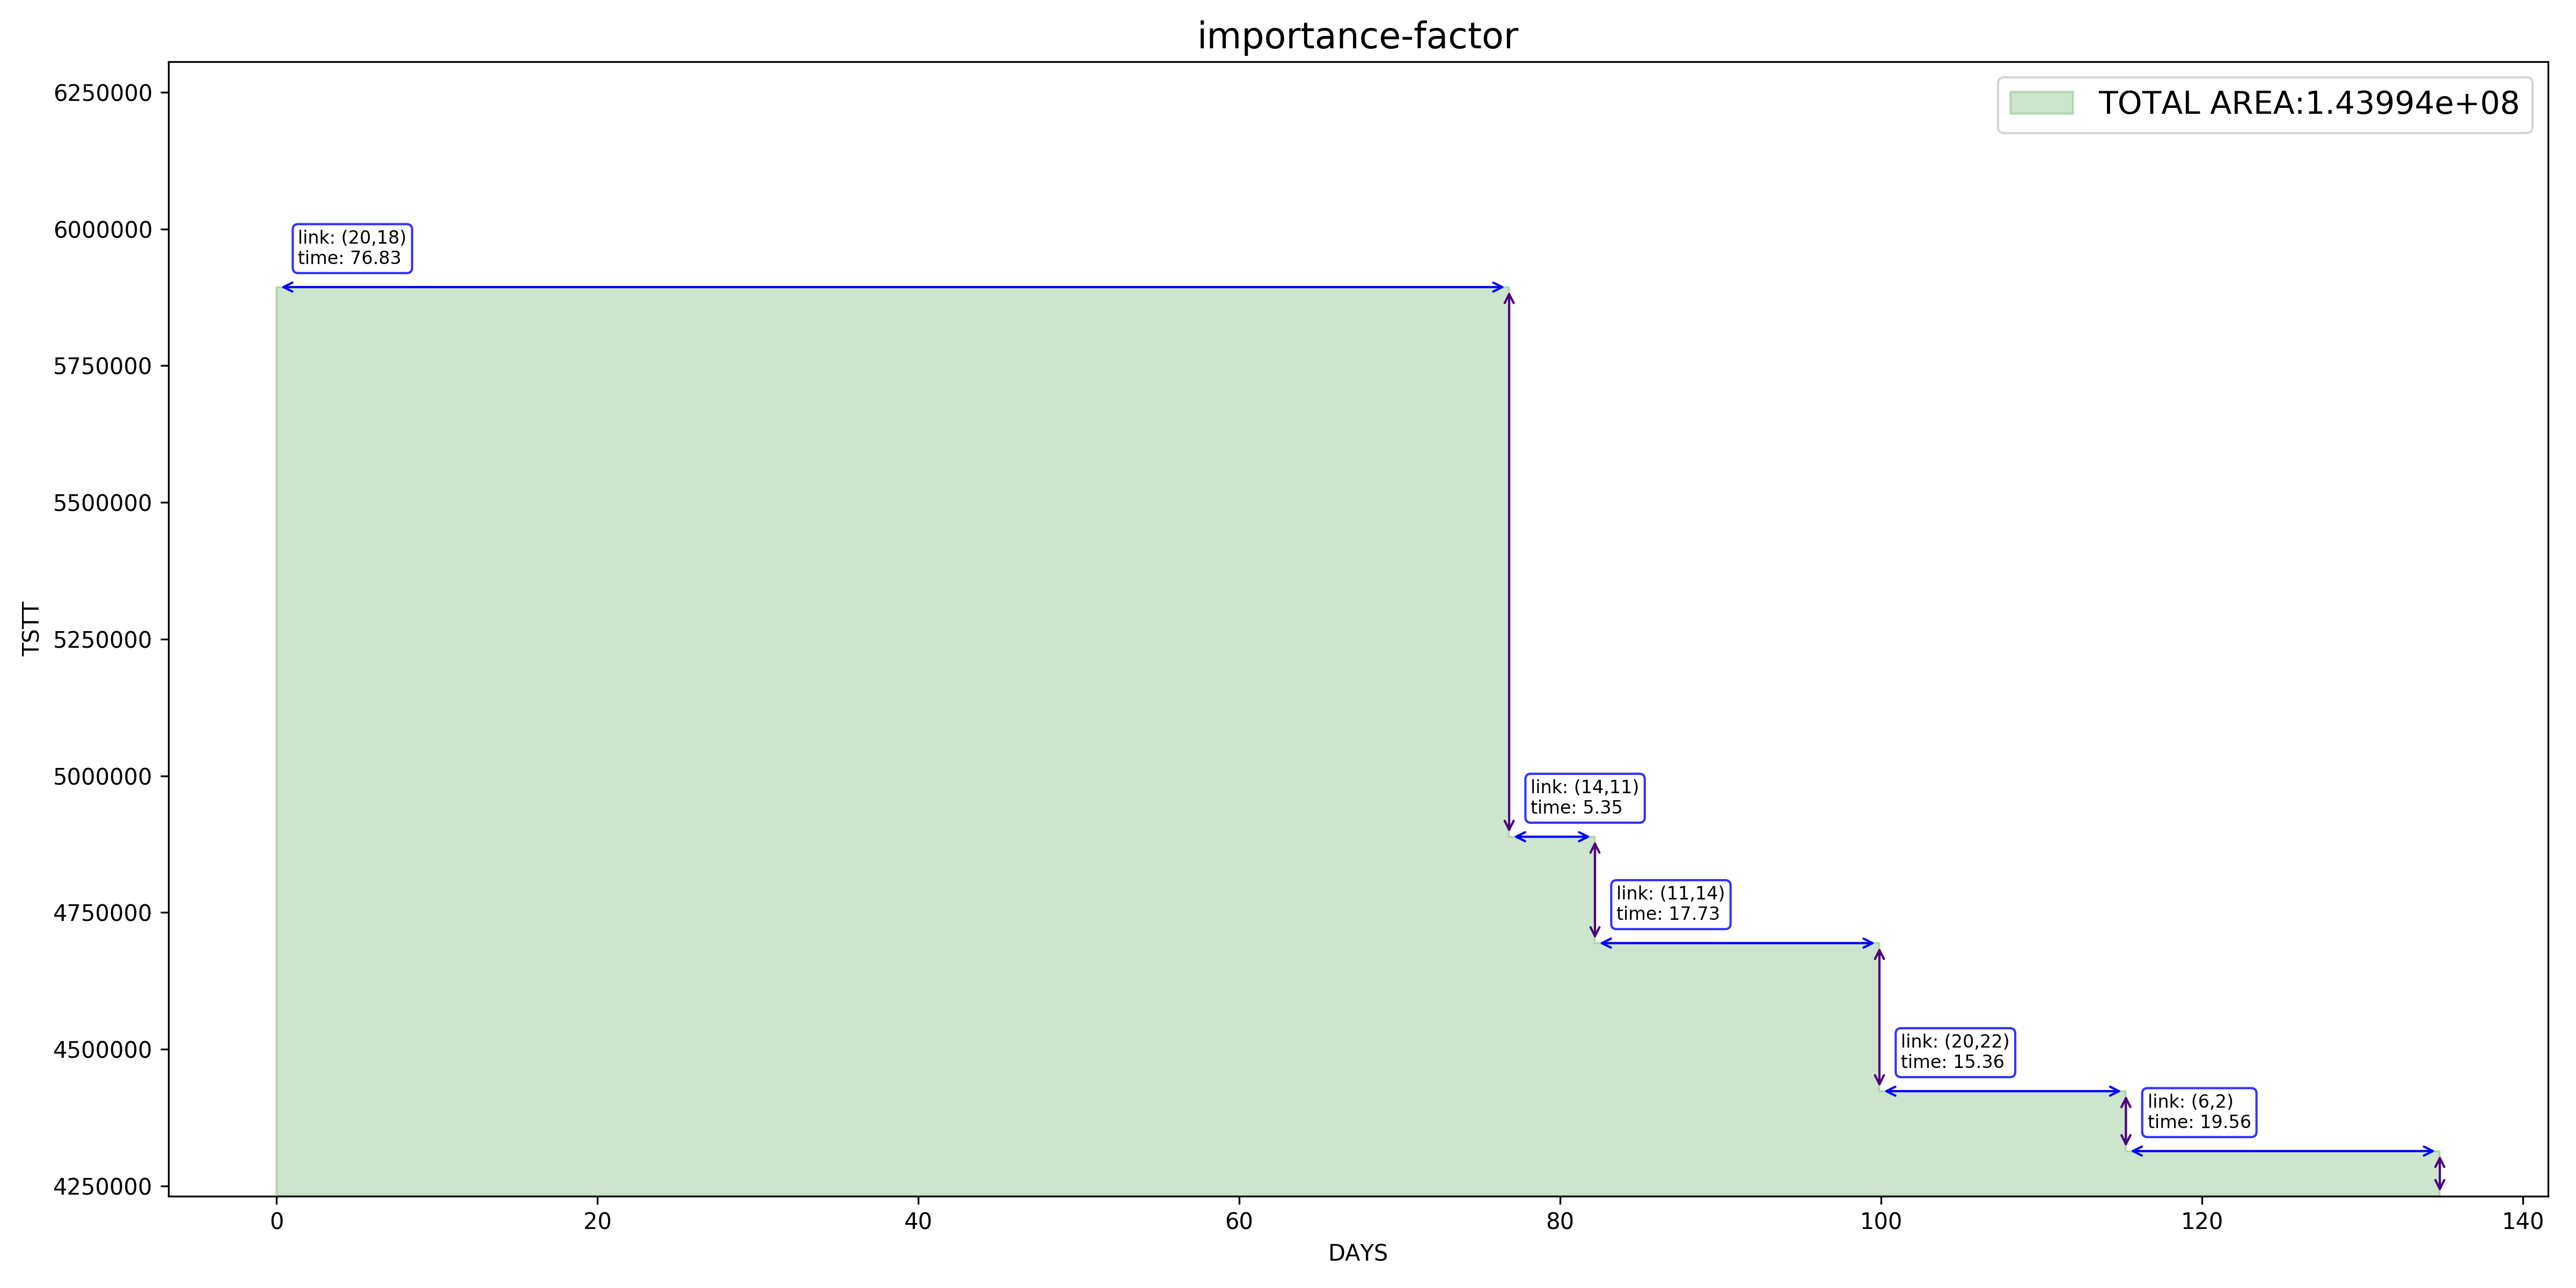 importance-factor
TOTAL AREA:1.43994e+08
TSTT
6250000
6000000
5750000
5500000
5250000
5000000
4750000
4500000
4250000
link: (20,18)
time: 76.83
link: (14,11)
time: 5.35
link: (11,14)
time: 17.73
link: (20,22)
time: 15.36
link: (6,2)
time: 19.56
0 20 40 60 80 100 120 140
DAYS